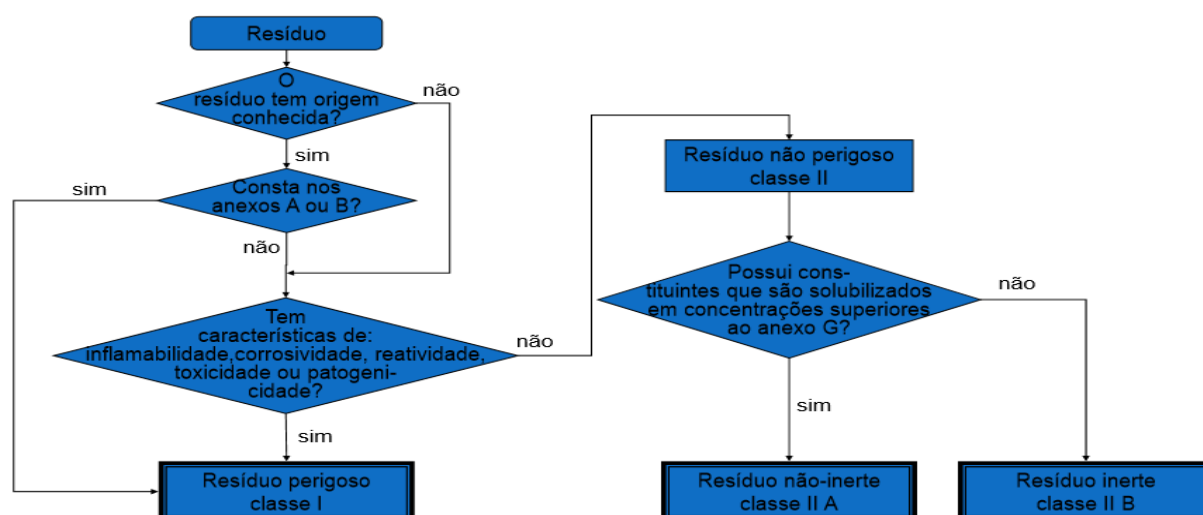 Resíduo
O
resíduo tem origem
conhecida?
não
sim
sim
Consta nos
anexos A ou B?
não
Tem
características de:
inflamabilidade,corrosividade, reatividade,
toxicidade ou patogeni-
cidade?
não
sim
Resíduo perigoso
classe I
Resíduo não perigoso
classe II
Possui cons-
tituintes que são solubilizados
em concentrações superiores
ao anexo G?
não
sim
Resíduo não-inerte
classe II A
Resíduo inerte
classe II B